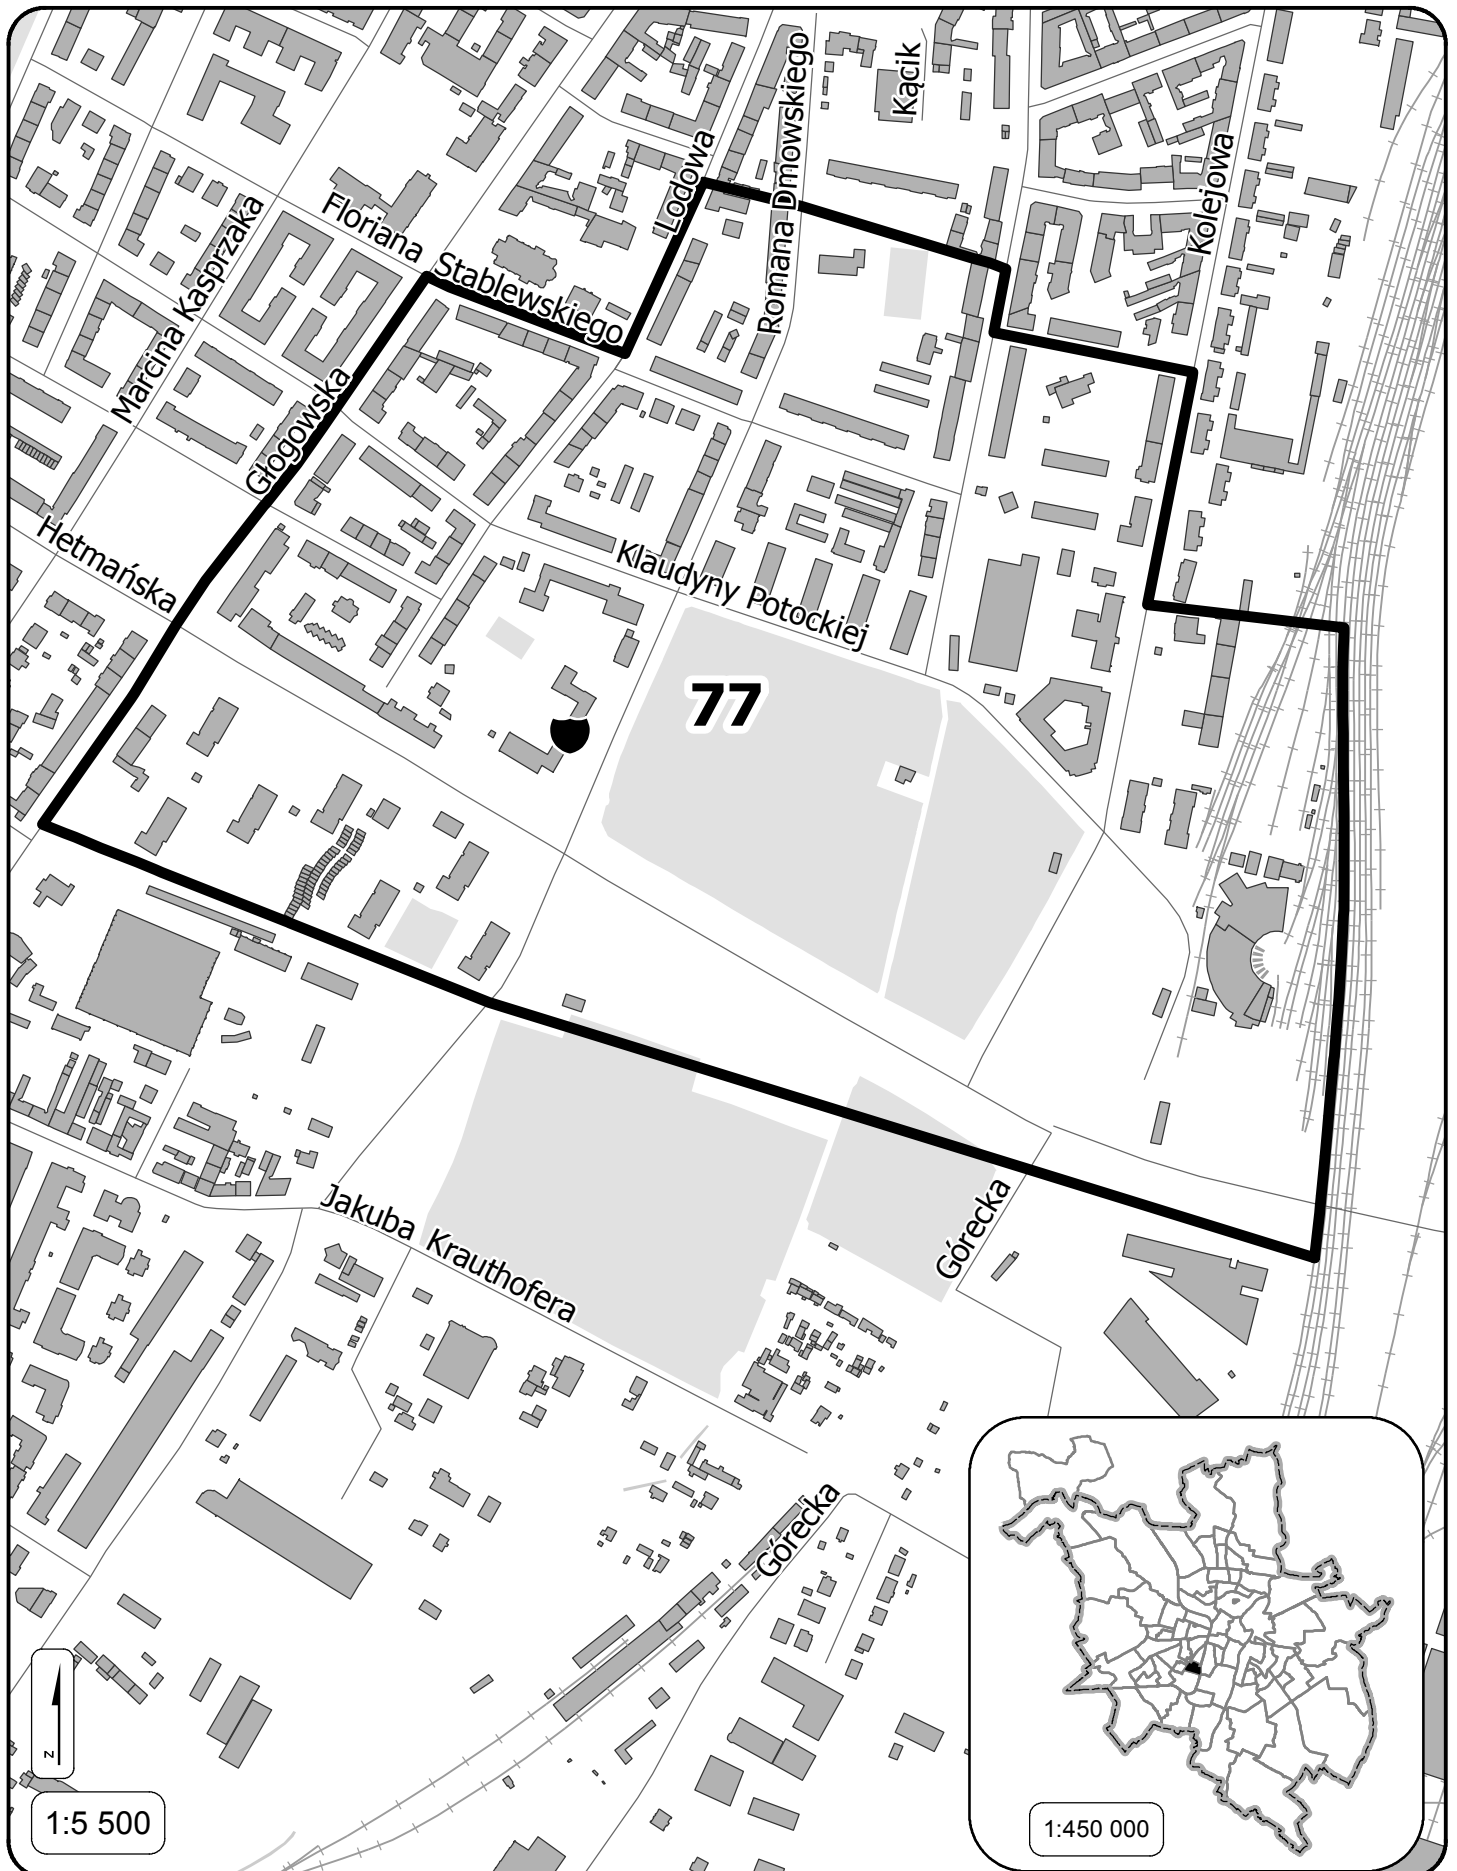 Kącik
Romana Dmowskiego
Lodowa
Kolejowa
Floriana Stablewskiego
Marcina Kasprzaka
Głogowska
Hetmańska
Klaudyny Potockiej
77
Jakuba Krauthofera
Górecka
Górecka
N
1:5 500
1:450 000